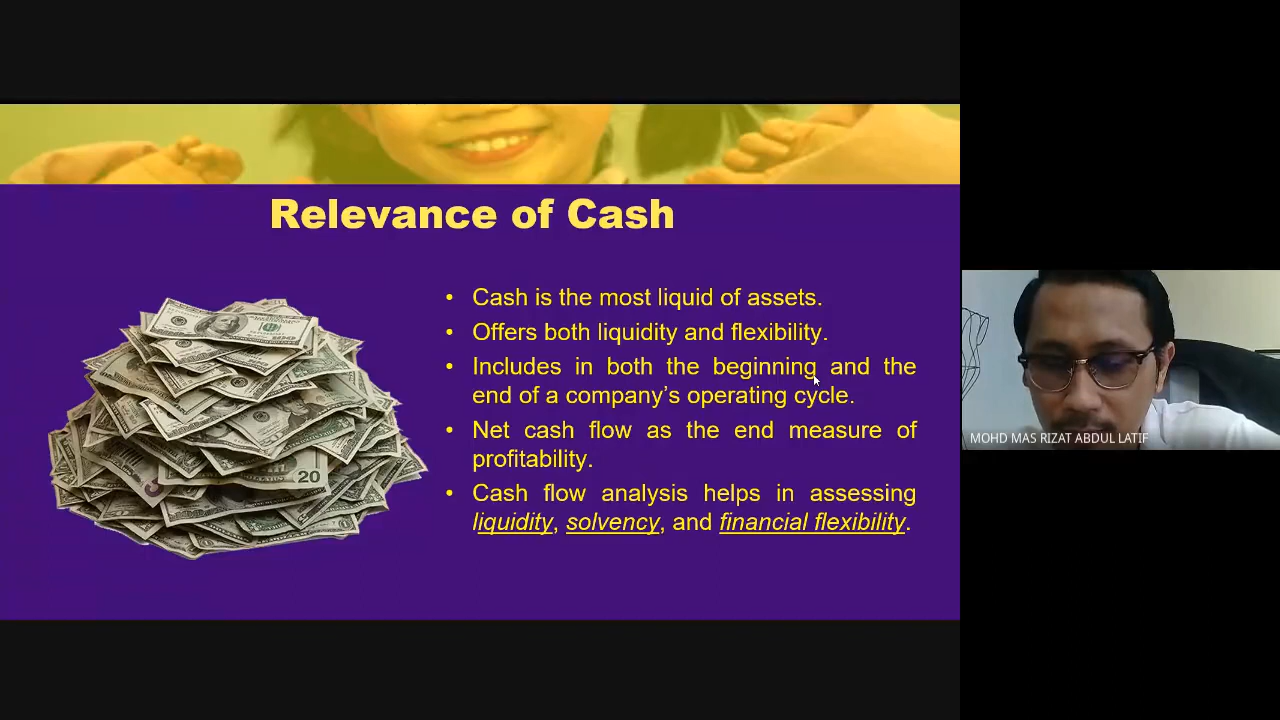 Relevance of Cash
• Cash is the most liquid of assets.
• Offers both liquidity and flexibility.
• Includes in both the beginning and the
end of a company's operating cycle.
• Net cash flow as the end measure of
profitability.
• Cash flow analysis helps in assessing
liquidity, solvency, and financial flexibility.
20
MOHD MAS RIZAT ABDUL LATIF